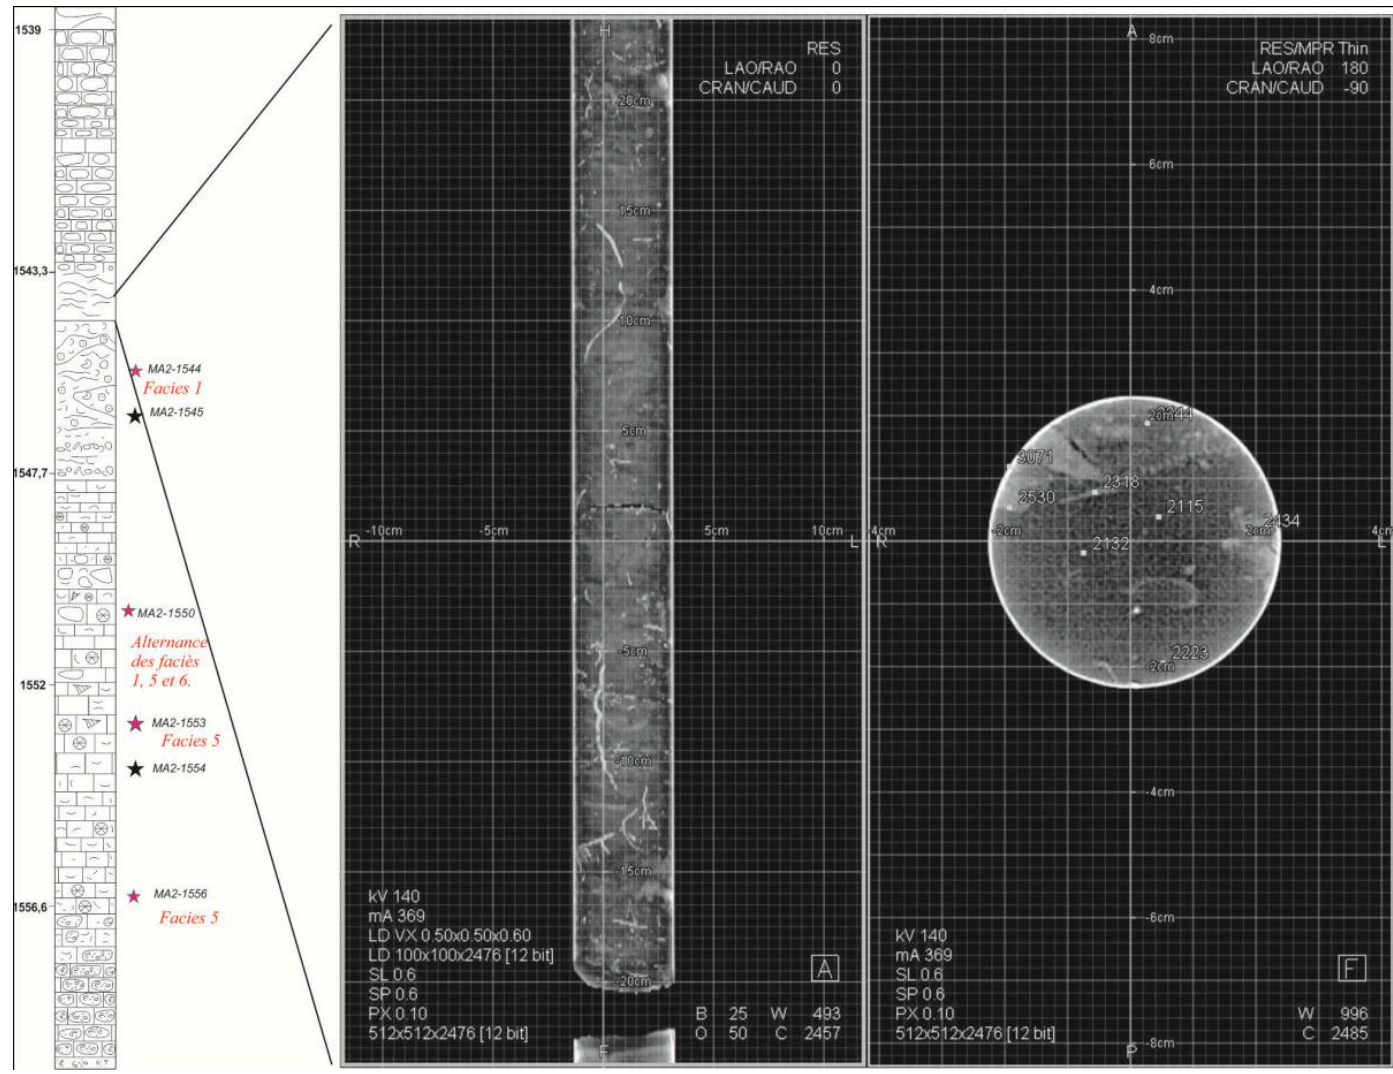 1539
1543,3
MA2-1544
Facies 1
MA2-1545
1547,7
MA2-1550
Alternance
des faciès
1, 5 et 6.
1552
MA2-1553
Facies 5
MA2-1554
MA2-1556
1556,6
Facies 5
H
RES
LAO/RAO 0
CRAN/CAUD 0
20cm
15cm
10cm
5cm
-10cm
-5cm
5cm
10cm
R
L
-5cm
-10cm
-15cm
-20cm
kV 140
mA 369
LD VX 0.50x0.50x0.60
LD 100x100x2476 [12 bit]
SL 0.6
SP 0.6
PX 0.10
512x512x2476 [12 bit]
A
B 25 W 493
O 50 C 2457
F
A
RES/MPR Thin
LAO/RAO 180
CRAN/CAUD -90
8cm
6cm
4cm
2cm
3071
2318
2530
2115
2434
-4cm
-2cm
2cm
4cm
R
L
2132
2223
-2cm
-4cm
-6cm
-8cm
kV 140
mA 369
SL 0.6
SP 0.6
PX 0.10
512x512x2476 [12 bit]
F
W 996
C 2485
P